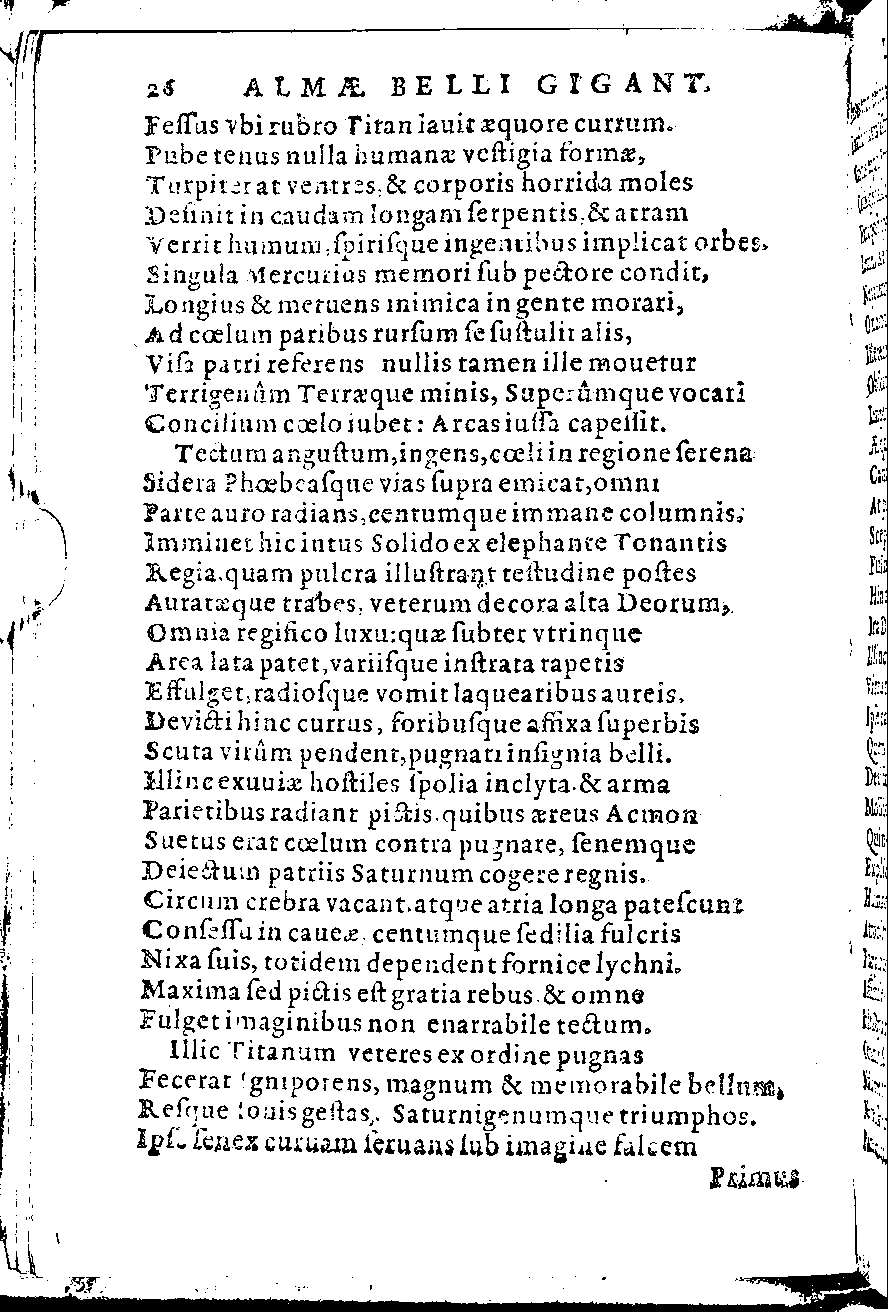 26 ALMÆ BELLI GIGANT.
Feſſus vbi rubro Titan lauit æquore currum.
Pube tenus nulla humanæ veſtigia formæ,
Turpiter at ventres, & corporis horrida moles
Deſinit in caudam longam ſerpentis, & atram
Verrit humum, ſpiriſque ingentibus implicat orbes.
Singula Mercurius memori ſub pectore condit,
Longius & metuens inimica in gente morari,
Ad cœlum paribus rurſum ſe ſuſtulit alis,
Viſa patri referens nullis tamen ille mouetur
Terrigenûm Terræque minis, Superûmque vocari
Concilium cœlo iubet: Arcas iuſſa capeſſit.
Tectum anguſtum, ingens, cœli in regione ſerena
Sidera Phœbeaſque vias ſupra emicat, omni
Parte auro radians, centumque immane columnis,
Imminet hic intus Solido ex elephante Tonantis
Regia. quam pulcra illuſtrant teſtudine poſtes
Auratæque trabes, veterum decora alta Deorum,
Omnia regifico luxu: quæ ſubter vtrinque
Area lata patet, variiſque inſtrata tapetis
Effulget, radioſque vomit laquearibus aureis.
Devicti hinc currus, foribuſque affixa ſuperbis
Scuta virûm pendent, pugnati inſignia belli.
Illinc exuuiæ hoſtiles ſpolia inclyta. & arma
Parietibus radiant pictis. quibus æreus Acmon
Suetus erat cœlum contra pugnare, ſenemque
Deiectum patriis Saturnum cogere regnis.
Circum crebra vacant. atque atria longa pateſcunt
Conſeſſu in caueæ, centumque ſedilia fulcris
Nixa ſuis, totidem dependent fornice lychni.
Maxima ſed pictis eſt gratia rebus. & omne
Fulget imaginibus non enarrabile tectum.
Illic Titanum veteres ex ordine pugnas
Fecerat Ignipotens, magnum & memorabile bellum,
Reſque Iouis geſtas, Saturnigenumque triumphos.
Ipſe ſenex curuam ſeruans ſub imagine falcem
Primus